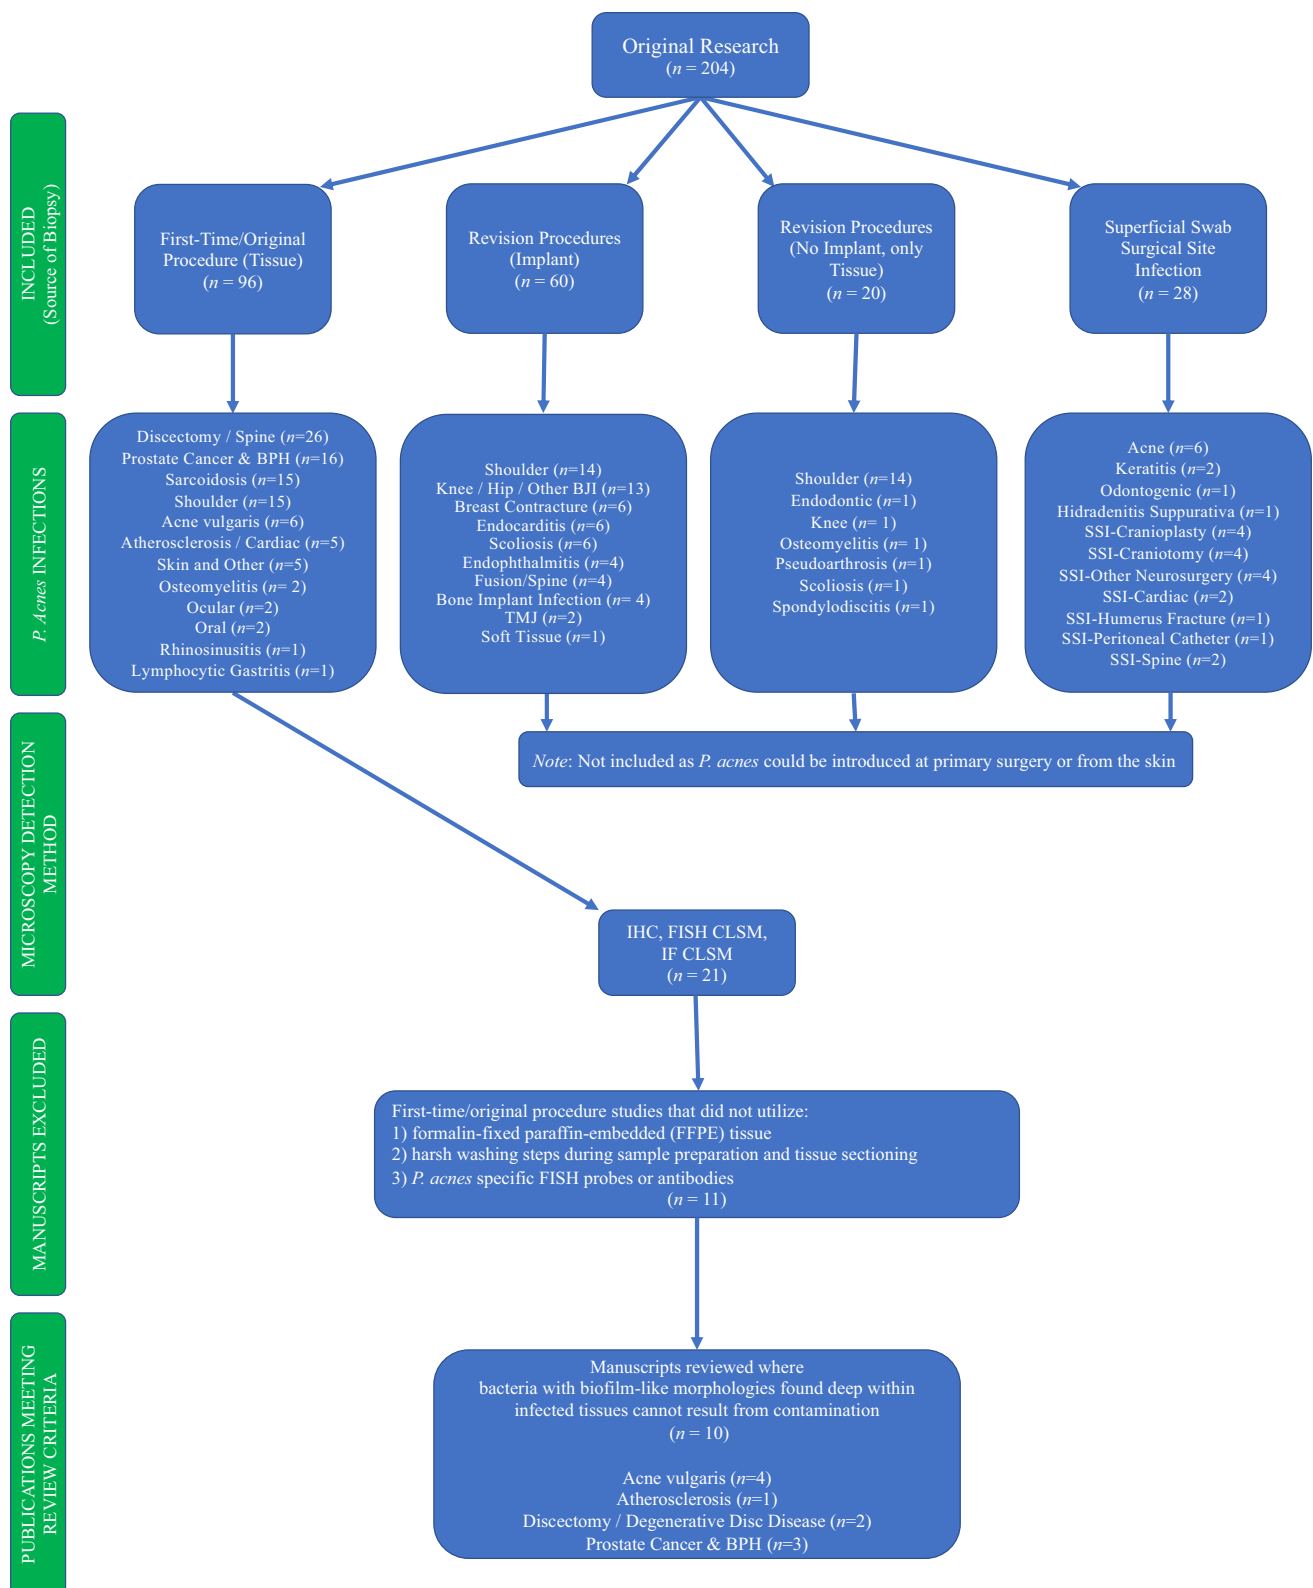 Original Research
(n = 204)
INCLUDED
(Source of Biopsy)
First-Time/Original
Procedure (Tissue)
(n = 96)
Revision Procedures
(Implant)
(n = 60)
Revision Procedures
(No Implant, only
Tissue)
(n = 20)
Superficial Swab
Surgical Site
Infection
(n = 28)
P. Acnes INFECTIONS
Discectomy / Spine (n=26)
Prostate Cancer & BPH (n=16)
Sarcoidosis (n=15)
Shoulder (n=15)
Acne vulgaris (n=6)
Atherosclerosis / Cardiac (n=5)
Skin and Other (n=5)
Osteomyelitis (n= 2)
Ocular (n=2)
Oral (n=2)
Rhinosinusitis (n=1)
Lymphocytic Gastritis (n=1)
Shoulder (n=14)
Knee / Hip / Other BJI (n=13)
Breast Contracture (n=6)
Endocarditis (n=6)
Scoliosis (n=6)
Endophthalmitis (n=4)
Fusion/Spine (n=4)
Bone Implant Infection (n= 4)
TMJ (n=2)
Soft Tissue (n=1)
Shoulder (n=14)
Endodontic (n=1)
Knee (n= 1)
Osteomyelitis (n= 1)
Pseudoarthrosis (n=1)
Scoliosis (n=1)
Spondylodiscitis (n=1)
Acne (n=6)
Keratitis (n=2)
Odontogenic (n=1)
Hidradenitis Suppurativa (n=1)
SSI-Cranioplasty (n=4)
SSI-Craniotomy (n=4)
SSI-Other Neurosurgery (n=4)
SSI-Cardiac (n=2)
SSI-Humerus Fracture (n=1)
SSI-Peritoneal Catheter (n=1)
SSI-Spine (n=2)
Note: Not included as P. acnes could be introduced at primary surgery or from the skin
MICROSCOPY DETECTION
METHOD
IHC, FISH CLSM,
IF CLSM
(n = 21)
MANUSCRIPTS EXCLUDED
First-time/original procedure studies that did not utilize:
1) formalin-fixed paraffin-embedded (FFPE) tissue
2) harsh washing steps during sample preparation and tissue sectioning
3) P. acnes specific FISH probes or antibodies
(n = 11)
PUBLICATIONS MEETING
REVIEW CRITERIA
Manuscripts reviewed where
bacteria with biofilm-like morphologies found deep within
infected tissues cannot result from contamination
(n = 10)
Acne vulgaris (n=4)
Atherosclerosis (n=1)
Discectomy / Degenerative Disc Disease (n=2)
Prostate Cancer & BPH (n=3)